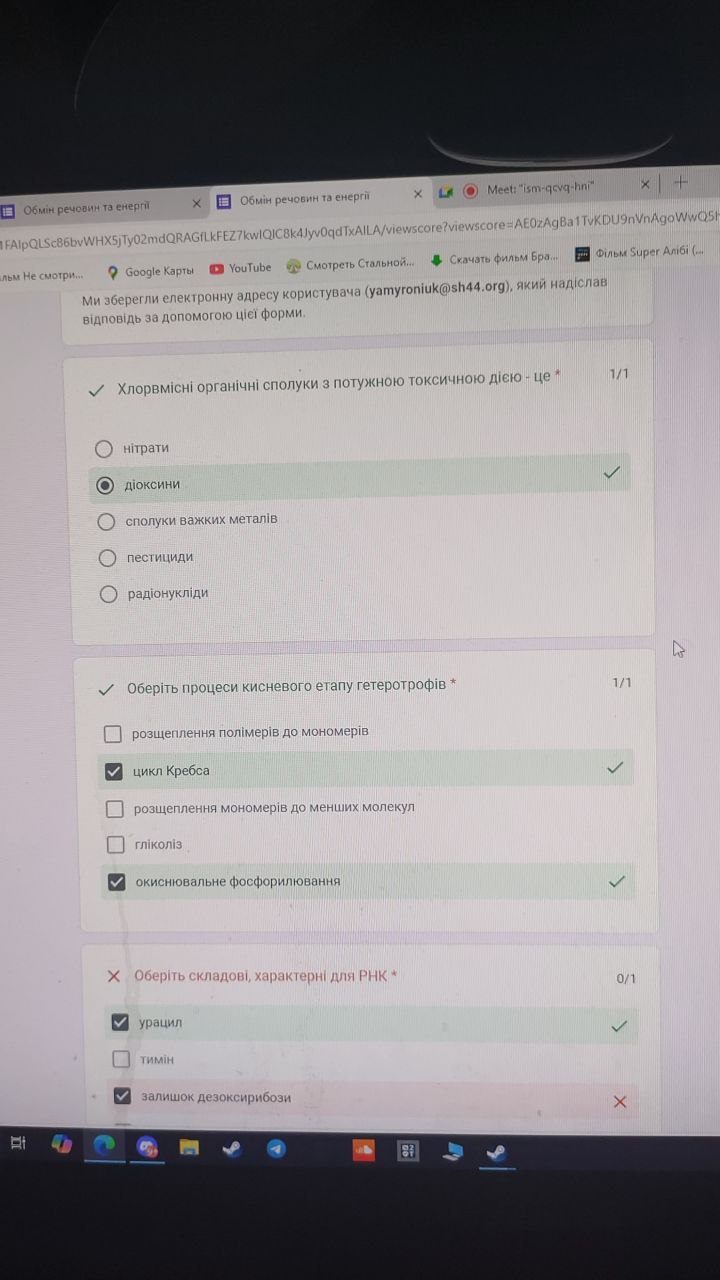 Обмін речовин та енергії
Обмін речовин та енергії
Meet: "ism-qcvq-hni"
viewscore?viewscore=
льм Не смотри...
Google Карты
YouTube
Смотреть Стальной...
Скачать фильм Бра...
Фільм Super Алібі (...
Ми зберегли електронну адресу користувача (yamyroniuk@sh44.org), який надіслав
відповідь за допомогою цієї форми.
Хлорвмісні органічні сполуки з потужною токсичною дією - це *
1/1
нітрати
діоксини
сполуки важких металів
пестициди
радіонукліди
Оберіть процеси кисневого етапу гетеротрофів *
1/1
розщеплення полімерів до мономерів
цикл Кребса
розщеплення мономерів до менших молекул
гліколіз
окиснювальне фосфорилювання
Оберіть складові, характерні для РНК *
0/1
урацил
тимін
залишок дезоксирибози